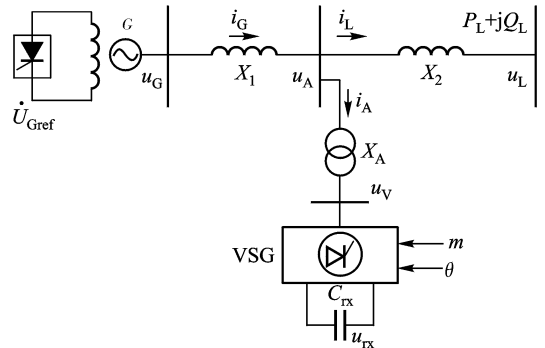 G
i_G
i_L
P_L+jQ_L
u_G
X_1
u_A
X_2
u_L
U̇_Gref
i_A
X_A
u_V
VSG
m
θ
C_rx
u_rx